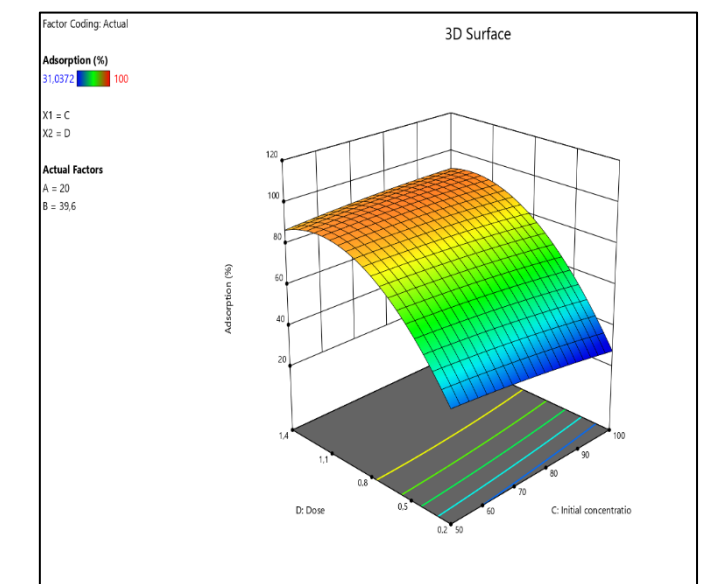 Factor Coding: Actual
3D Surface
Adsorption (%)
31,0372 100
X1 = C
X2 = D
Actual Factors
A = 20
B = 39,6
120
100
80
60
40
20
Adsorption (%)
1,4
1,1
0,8
0,5
0,2
D: Dose
50
60
70
80
90
100
C: Initial concentratio